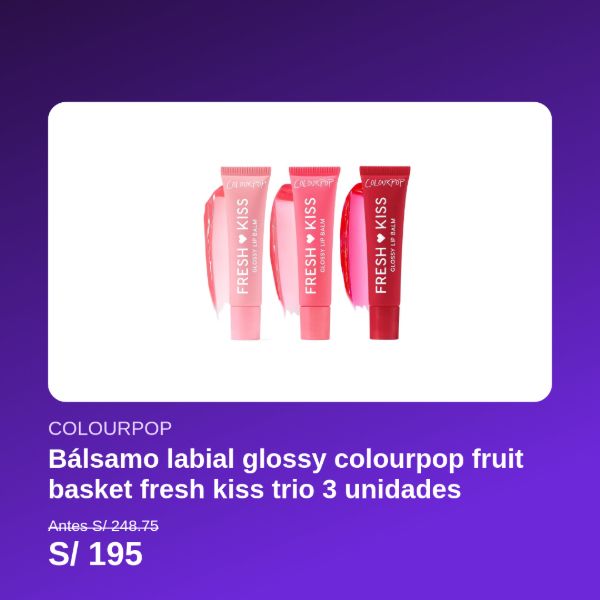 COLOURPOP
COLOURPOP
COLOURPOP
FRESH ♥ KISS
GLOSSY LIP BALM
FRESH ♥ KISS
GLOSSY LIP BALM
FRESH ♥ KISS
GLOSSY LIP BALM
COLOURPOP
Bálsamo labial glossy colourpop fruit
basket fresh kiss trio 3 unidades
Antes S/ 248.75
S/ 195